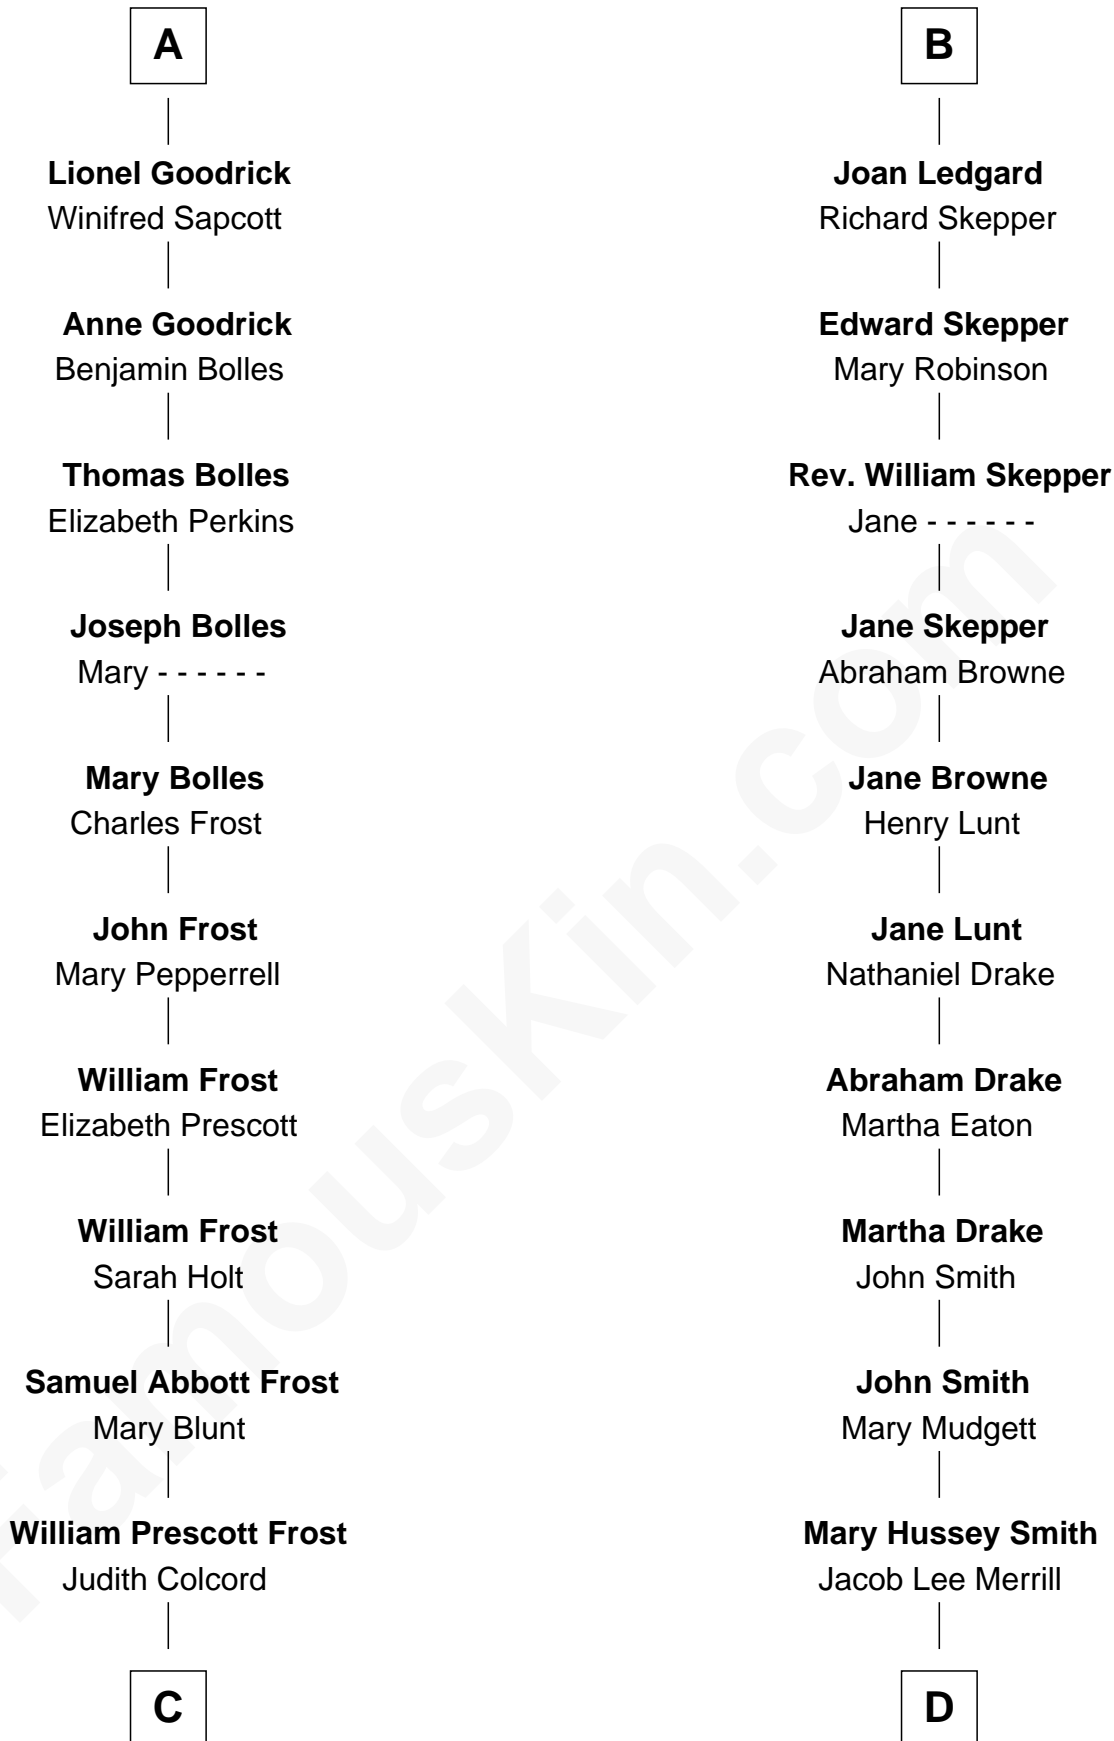 A
Lionel Goodrick
Winifred Sapcott
Anne Goodrick
Benjamin Bolles
Thomas Bolles
Elizabeth Perkins
Joseph Bolles
Mary - - - - - -
Mary Bolles
Charles Frost
John Frost
Mary Pepperrell
William Frost
Elizabeth Prescott
William Frost
Sarah Holt
Samuel Abbott Frost
Mary Blunt
William Prescott Frost
Judith Colcord
C
B
Joan Ledgard
Richard Skepper
Edward Skepper
Mary Robinson
Rev. William Skepper
Jane - - - - - -
Jane Skepper
Abraham Browne
Jane Browne
Henry Lunt
Jane Lunt
Nathaniel Drake
Abraham Drake
Martha Eaton
Martha Drake
John Smith
John Smith
Mary Mudgett
Mary Hussey Smith
Jacob Lee Merrill
D
FamousKin.com